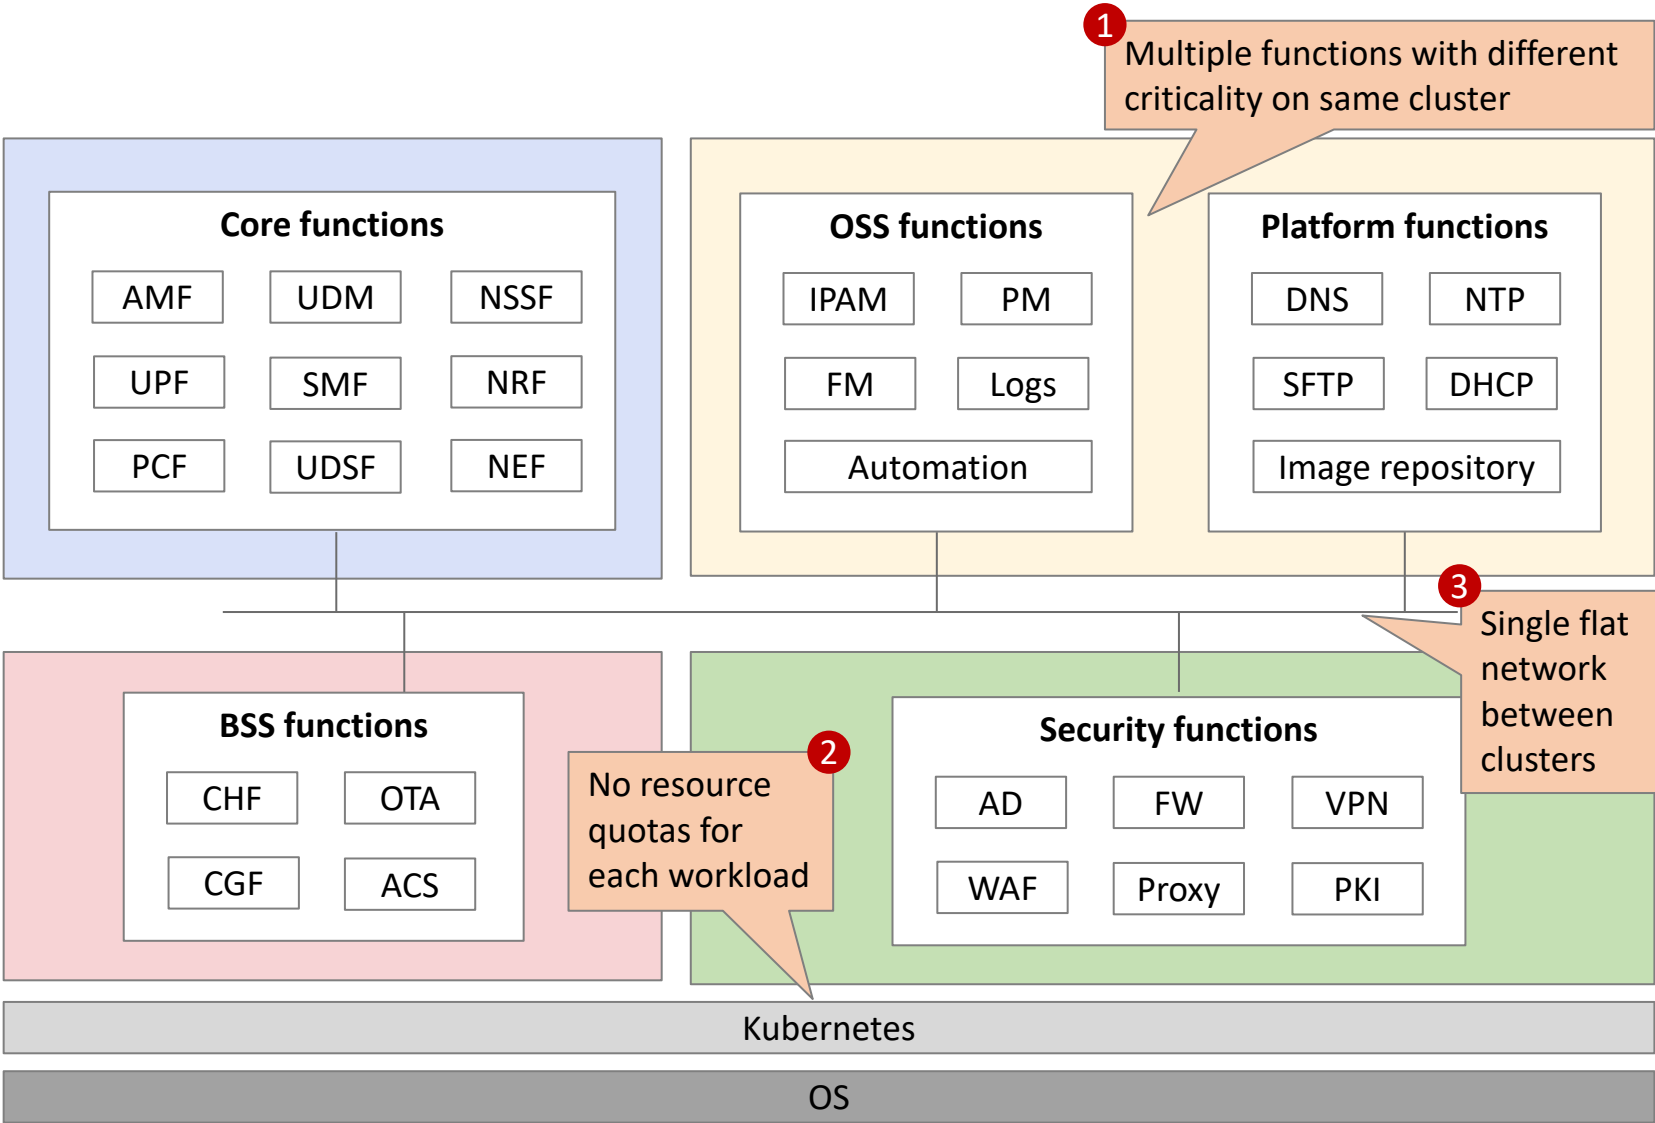 1
Multiple functions with different
criticality on same cluster
Core functions
AMF
UDM
NSSF
UPF
SMF
NRF
PCF
UDSF
NEF
OSS functions
IPAM
PM
FM
Logs
Automation
Platform functions
DNS
NTP
SFTP
DHCP
Image repository
3
Single flat
network
between
clusters
BSS functions
CHF
OTA
CGF
ACS
2
No resource
quotas for
each workload
Security functions
AD
FW
VPN
WAF
Proxy
PKI
Kubernetes
OS